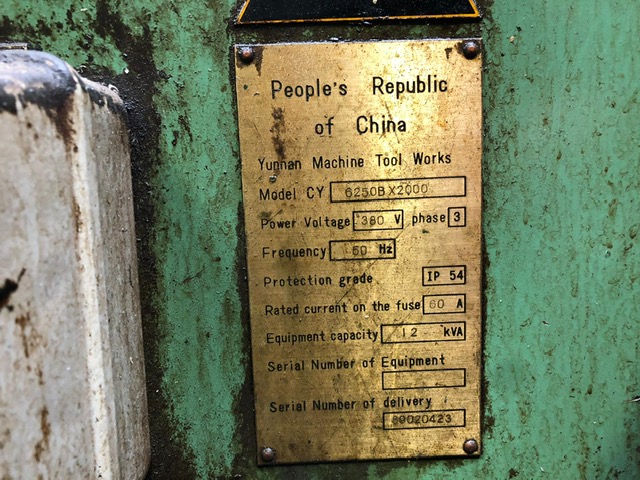 People's Republic
of China
Yunnan Machine Tool Works
Model CY 6250B X2000
Power Voltage 380 V phase 3
Frequency 50 Hz
Protection grade IP 54
Rated current on the fuse 60 A
Equipment capacity 12 kVA
Serial Number of Equipment
Serial Number of delivery
89020423